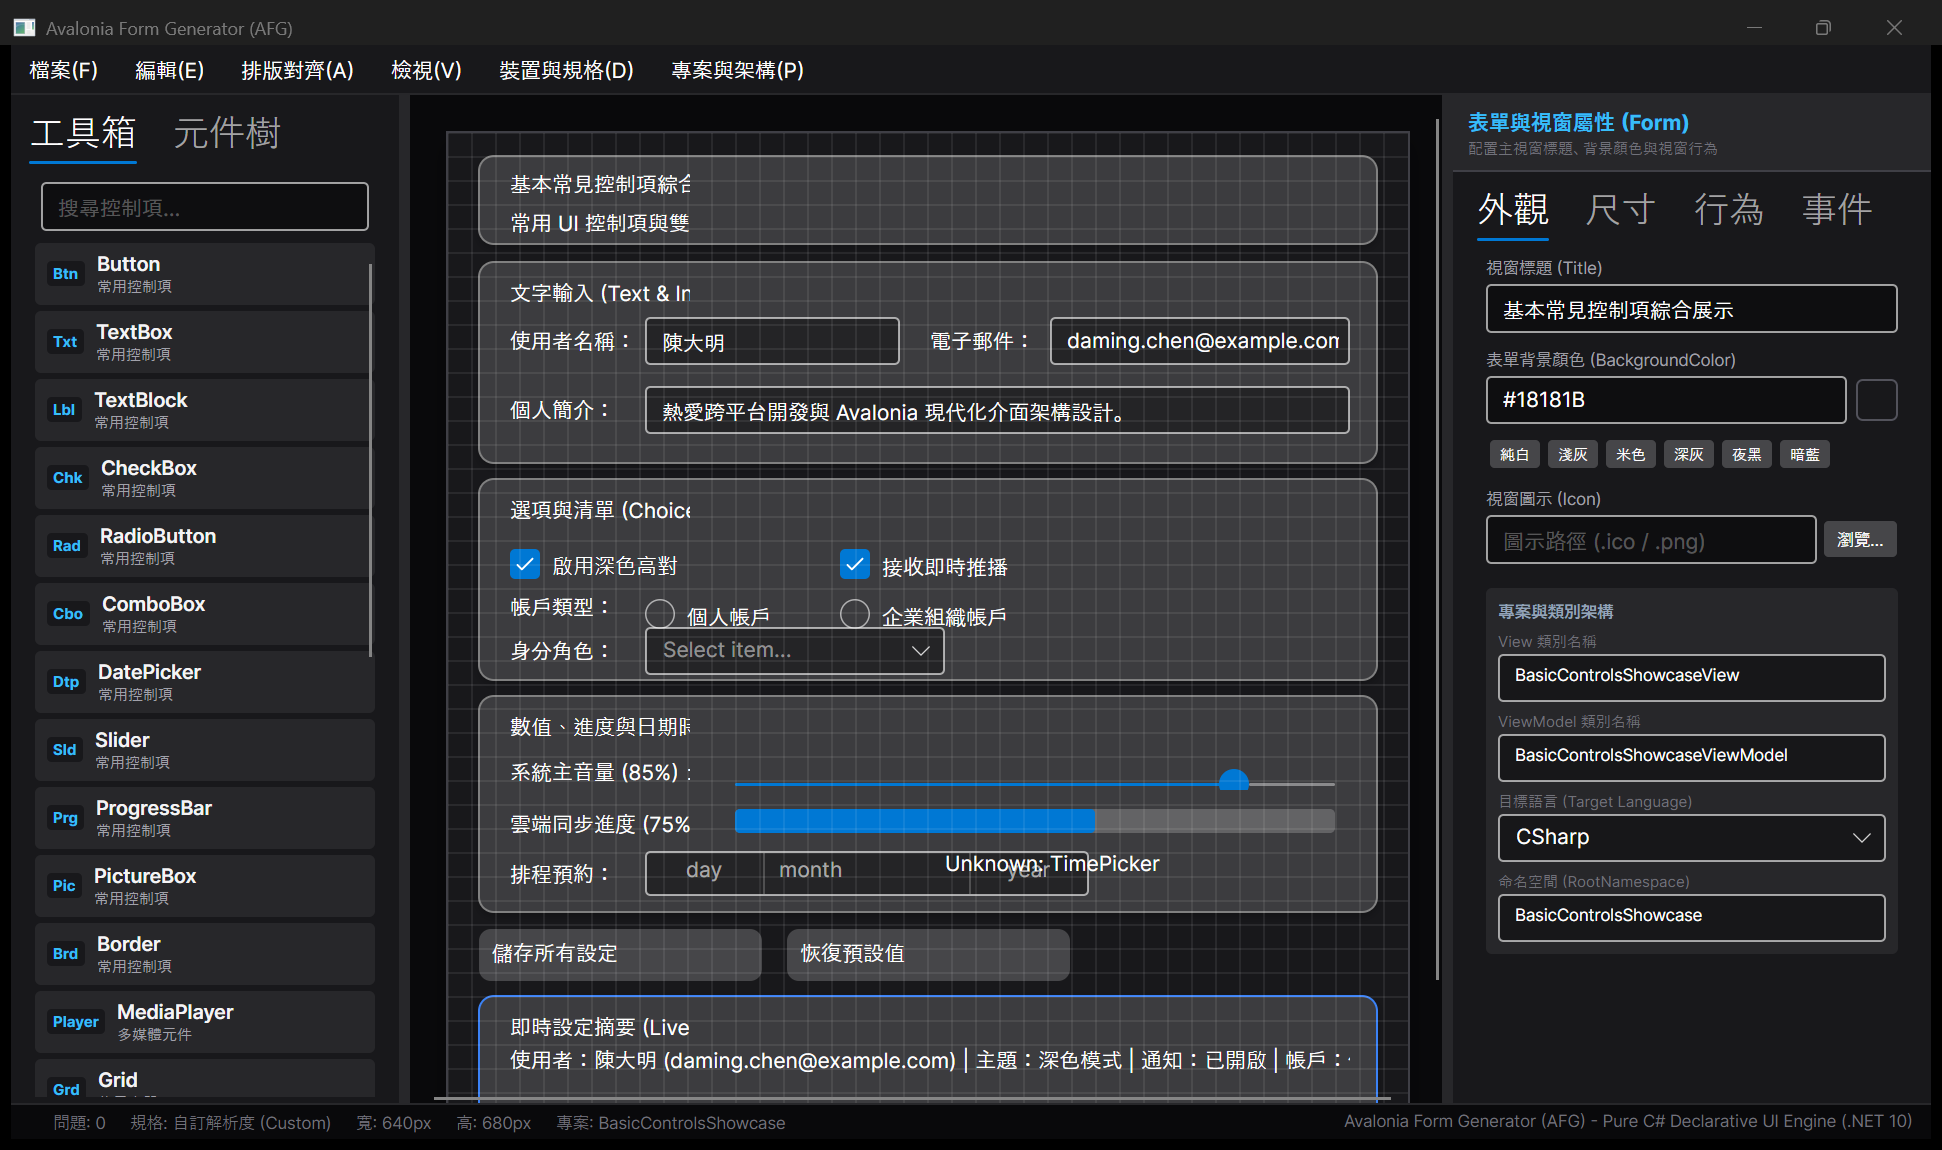 Avalonia Form Generator (AFG)
檔案(F) 編輯(E) 排版對齊(A) 檢視(V) 裝置與規格(D) 專案與架構(P)
工具箱 元件樹
搜尋控制項...
Btn Button
常用控制項
Txt TextBox
常用控制項
Lbl TextBlock
常用控制項
Chk CheckBox
常用控制項
Rad RadioButton
常用控制項
Cbo ComboBox
常用控制項
Dtp DatePicker
常用控制項
Sld Slider
常用控制項
Prg ProgressBar
常用控制項
Pic PictureBox
常用控制項
Brd Border
常用控制項
Player MediaPlayer
多媒體元件
Grd Grid
基本常見控制項綜合
常用 UI 控制項與雙
文字輸入 (Text & In
使用者名稱： 陳大明 電子郵件： daming.chen@example.com
個人簡介： 熱愛跨平台開發與 Avalonia 現代化介面架構設計。
選項與清單 (Choice
啟用深色高對 接收即時推播
帳戶類型： 個人帳戶 企業組織帳戶
身分角色： Select item...
數值、進度與日期時
系統主音量 (85%)：
雲端同步進度 (75%
排程預約： day month year Unknown: TimePicker
儲存所有設定 恢復預設值
即時設定摘要 (Live
使用者：陳大明 (daming.chen@example.com) | 主題：深色模式 | 通知：已開啟 | 帳戶：
表單與視窗屬性 (Form)
配置主視窗標題、背景顏色與視窗行為
外觀 尺寸 行為 事件
視窗標題 (Title)
基本常見控制項綜合展示
表單背景顏色 (BackgroundColor)
#18181B
純白 淺灰 米色 深灰 夜黑 暗藍
視窗圖示 (Icon)
圖示路徑 (.ico / .png) 瀏覽...
專案與類別架構
View 類別名稱
BasicControlsShowcaseView
ViewModel 類別名稱
BasicControlsShowcaseViewModel
目標語言 (Target Language)
CSharp
命名空間 (RootNamespace)
BasicControlsShowcase
問題: 0 規格: 自訂解析度 (Custom) 寬: 640px 高: 680px 專案: BasicControlsShowcase
Avalonia Form Generator (AFG) - Pure C# Declarative UI Engine (.NET 10)